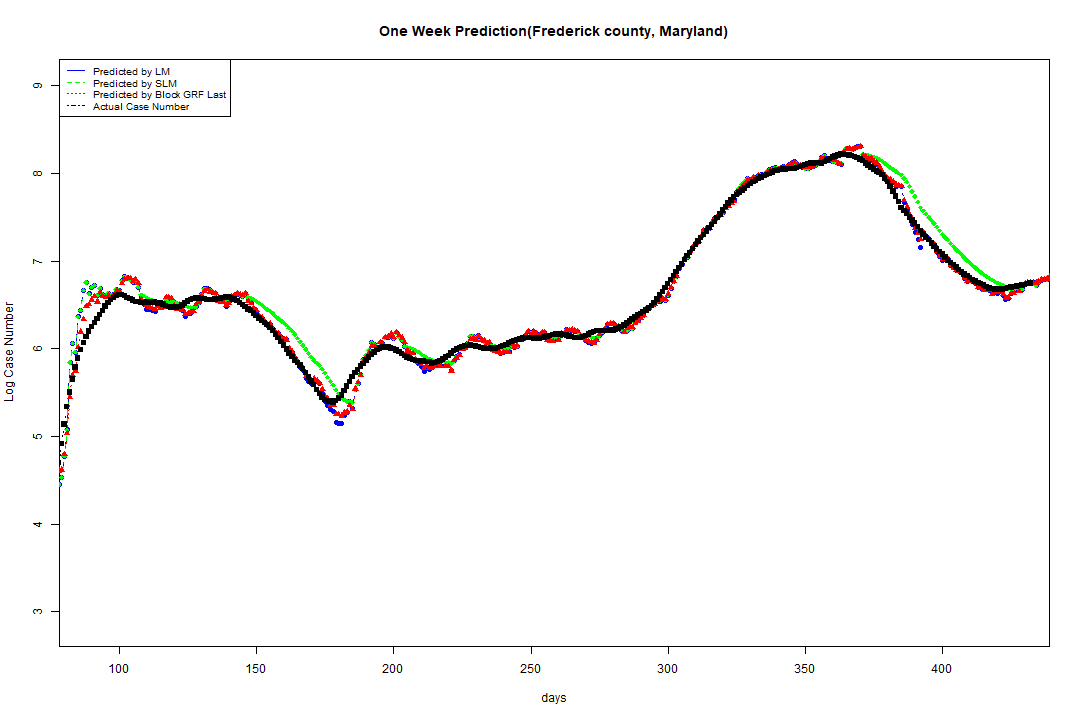 One Week Prediction(Frederick county, Maryland)
Predicted by LM
Predicted by SLM
Predicted by Block GRF Last
Actual Case Number
9
8
7
6
5
4
3
Log Case Number
100 150 200 250 300 350 400
days